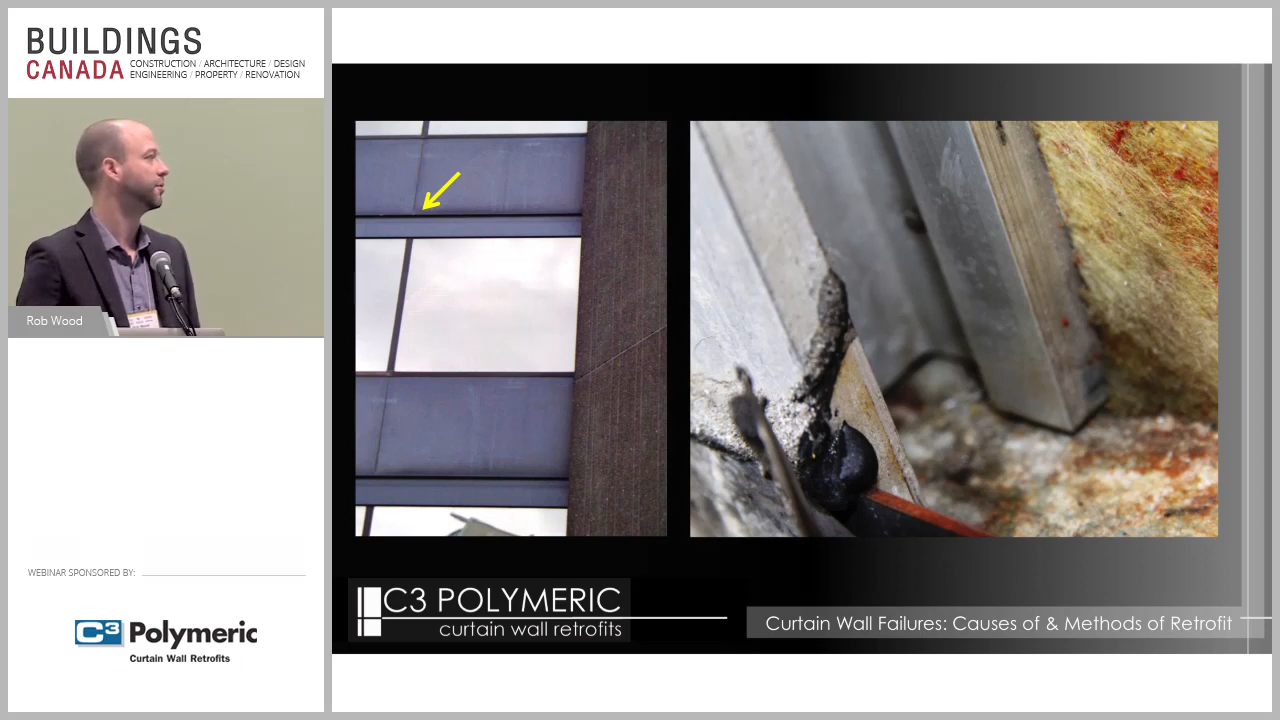 BUILDINGS
CANADA
CONSTRUCTION / ARCHITECTURE / DESIGN
ENGINEERING / PROPERTY / RENOVATION
Rob Wood
WEBINAR SPONSORED BY:
C3 Polymeric
Curtain Wall Retrofits
C3 POLYMERIC
curtain wall retrofits
Curtain Wall Failures: Causes of & Methods of Retrofit